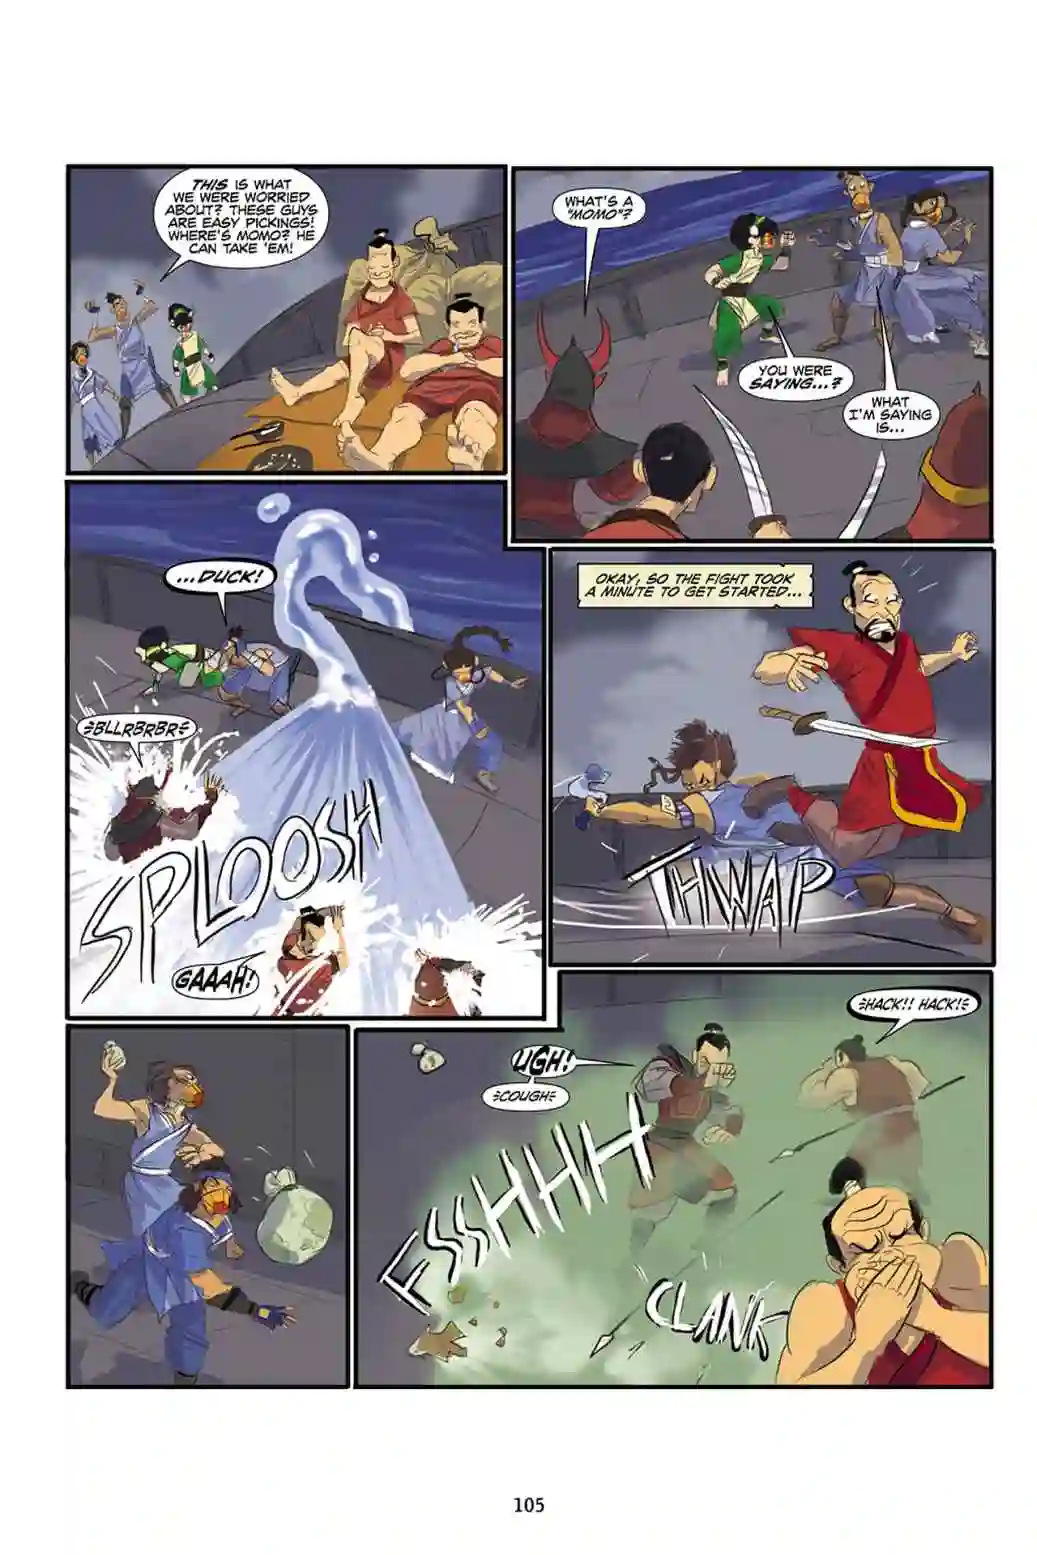 THIS IS WHAT
WE WERE WORRIED
ABOUT? THESE GUYS
ARE EASY PICKINGS!
WHERE'S MOMO? HE
CAN TAKE 'EM!
WHAT'S A
"MOMO"?
YOU WERE
SAYING...?
WHAT
I'M SAYING
IS...
...DUCK!
BLLRBRBR
SPLOOSH
GAAAH!
OKAY, SO THE FIGHT TOOK
A MINUTE TO GET STARTED...
THWAP
HACK!! HACK!
UGH!
COUGH
FSSSHHHH
CLANK
105